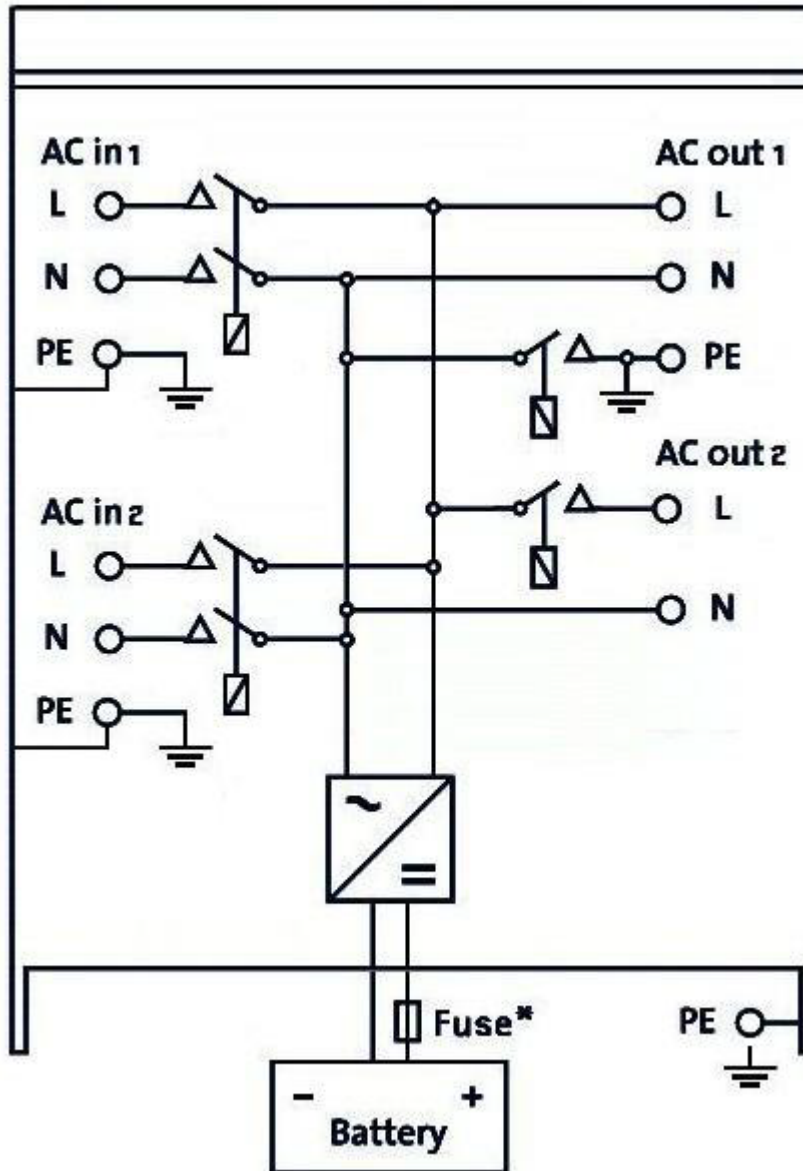 AC in 1
L
N
PE
AC out 1
L
N
PE
AC out 2
L
N
AC in 2
L
N
PE
~
=
Fuse*
PE
- +
Battery